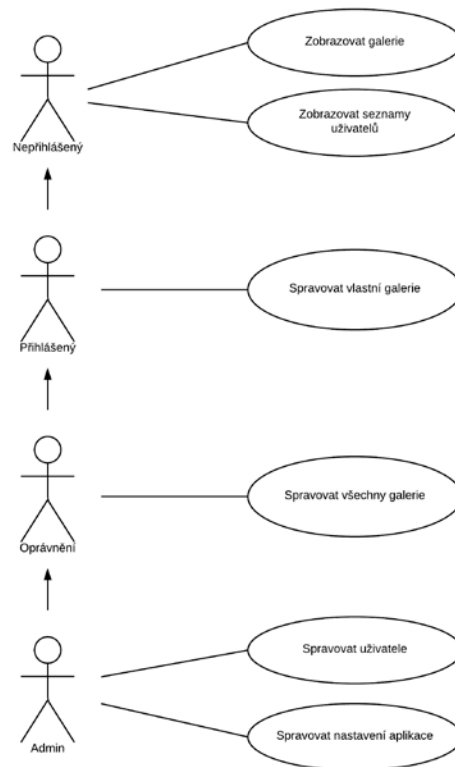 Zobrazovat galerie
Zobrazovat seznamy
uživatelů
Nepřihlášený
Spravovat vlastní galerie
Přihlášený
Spravovat všechny galerie
Oprávnění
Spravovat uživatele
Spravovat nastavení aplikace
Admin